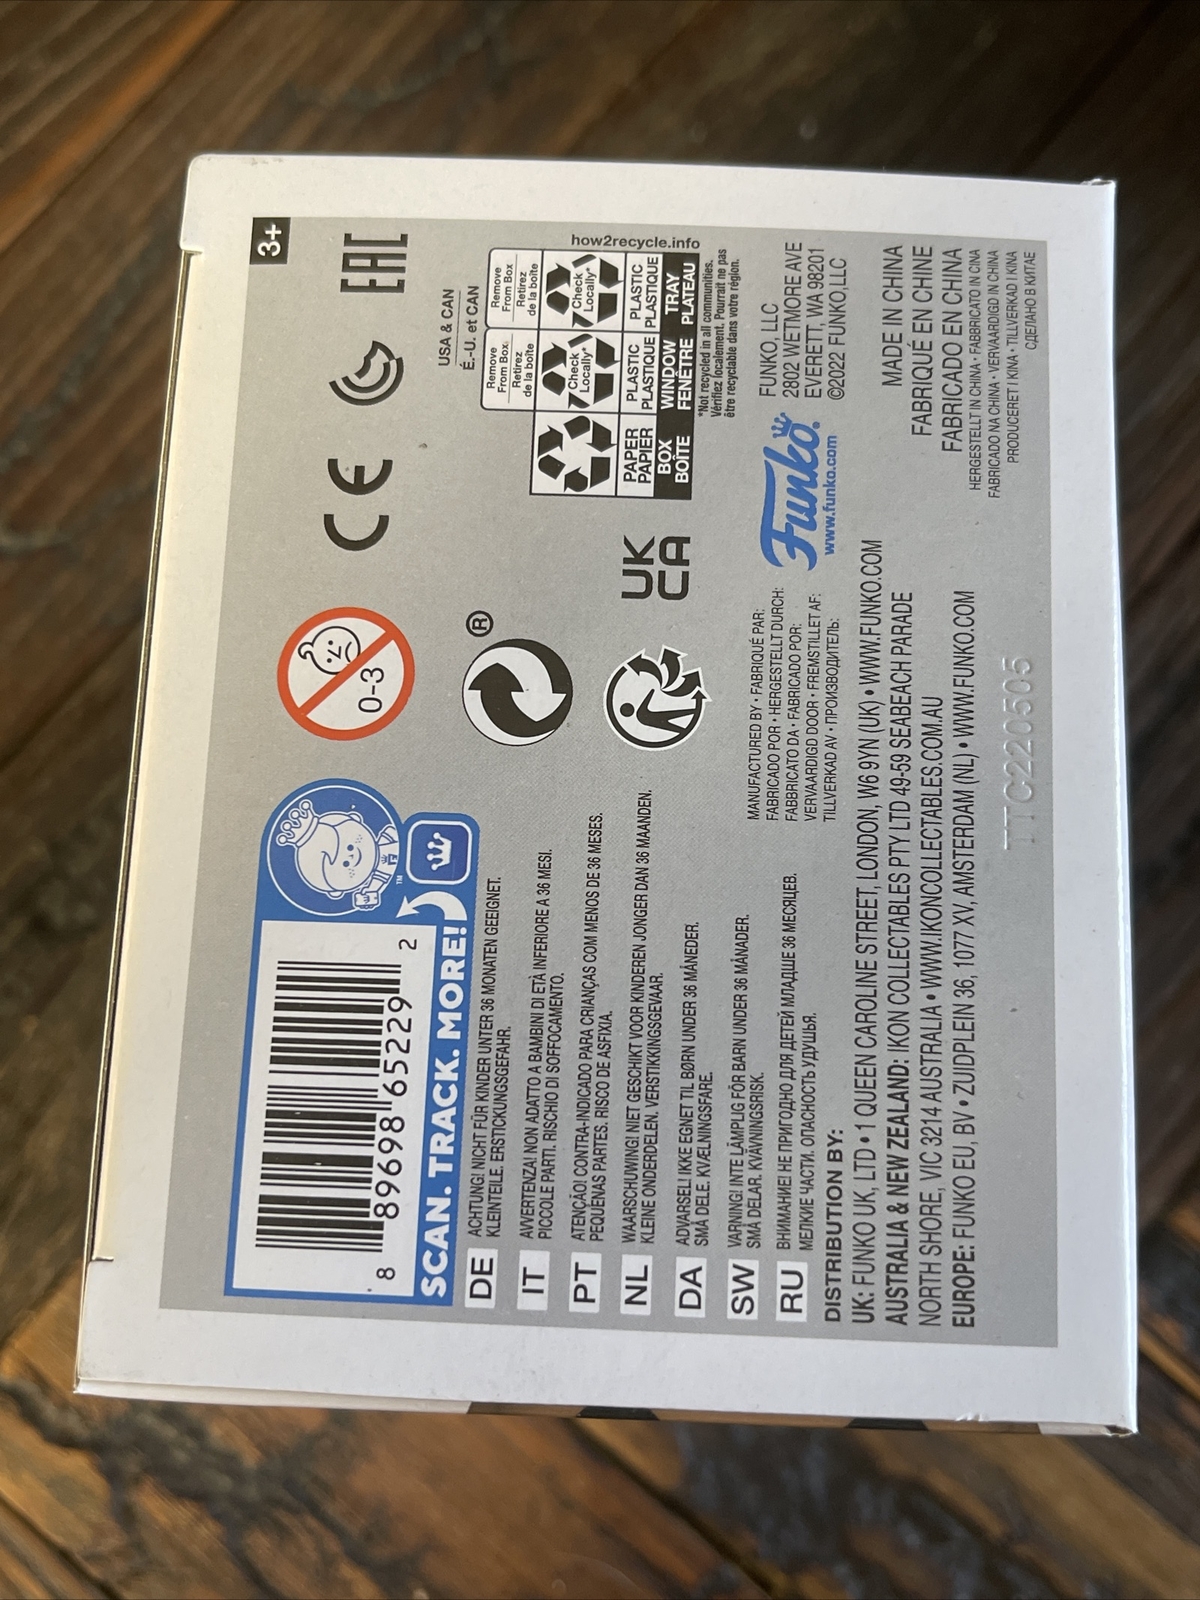 8 89698 65229 2
SCAN. TRACK. MORE!
TM
0-3
3+
®
USA & CAN
É.-U. et CAN
Remove
From Box
Retirez
de la boîte
Remove
From Box
Retirez
de la boîte
Check
Locally*
Check
Locally*
PAPER
PAPIER
PLASTIC
PLASTIQUE
PLASTIC
PLASTIQUE
BOX
BOÎTE
WINDOW
FENÊTRE
TRAY
PLATEAU
how2recycle.info
*Not recycled in all communities.
Vérifiez localement. Pourrait ne pas
être recyclable dans votre région.
CE
EAC
UK
CA
DE
ACHTUNG! NICHT FÜR KINDER UNTER 36 MONATEN GEEIGNET.
KLEINTEILE. ERSTICKUNGSGEFAHR.
IT
AVVERTENZA! NON ADATTO A BAMBINI DI ETÀ INFERIORE A 36 MESI.
PICCOLE PARTI. RISCHIO DI SOFFOCAMENTO.
PT
ATENÇÃO! CONTRA-INDICADO PARA CRIANÇAS COM MENOS DE 36 MESES.
PEQUENAS PARTES. RISCO DE ASFIXIA.
NL
WAARSCHUWING! NIET GESCHIKT VOOR KINDEREN JONGER DAN 36 MAANDEN.
KLEINE ONDERDELEN. VERSTIKKINGSGEVAAR.
DA
ADVARSEL! IKKE EGNET TIL BØRN UNDER 36 MÅNEDER.
SMÅ DELE. KVÆLNINGSFARE.
SW
VARNING! INTE LÄMPLIG FÖR BARN UNDER 36 MÅNADER.
SMÅ DELAR. KVÄVNINGSRISK.
RU
ВНИМАНИЕ! НЕ ПРИГОДНО ДЛЯ ДЕТЕЙ МЛАДШЕ 36 МЕСЯЦЕВ.
МЕЛКИЕ ЧАСТИ. ОПАСНОСТЬ УДУШЬЯ.
MANUFACTURED BY • FABRIQUÉ PAR:
FABRICADO POR • HERGESTELLT DURCH:
FABBRICATO DA • FABRICADO POR:
VERVAARDIGD DOOR • FREMSTILLET AF:
TILLVERKAD AV • ПРОИЗВОДИТЕЛЬ:
Funko®
www.funko.com
FUNKO, LLC
2802 WETMORE AVE
EVERETT, WA 98201
©2022 FUNKO,LLC
DISTRIBUTION BY:
UK: FUNKO UK, LTD • 1 QUEEN CAROLINE STREET, LONDON, W6 9YN (UK) • WWW.FUNKO.COM
AUSTRALIA & NEW ZEALAND: IKON COLLECTABLES PTY LTD 49-59 SEABEACH PARADE
NORTH SHORE, VIC 3214 AUSTRALIA • WWW.IKONCOLLECTABLES.COM.AU
EUROPE: FUNKO EU, BV • ZUIDPLEIN 36, 1077 XV, AMSTERDAM (NL) • WWW.FUNKO.COM
MADE IN CHINA
FABRIQUÉ EN CHINE
FABRICADO EN CHINA
HERGESTELLT IN CHINA • FABBRICATO IN CINA
FABRICADO NA CHINA • VERVAARDIGD IN CHINA
PRODUCERET I KINA • TILLVERKAD I KINA
СДЕЛАНО В КИТАЕ
TTC220505